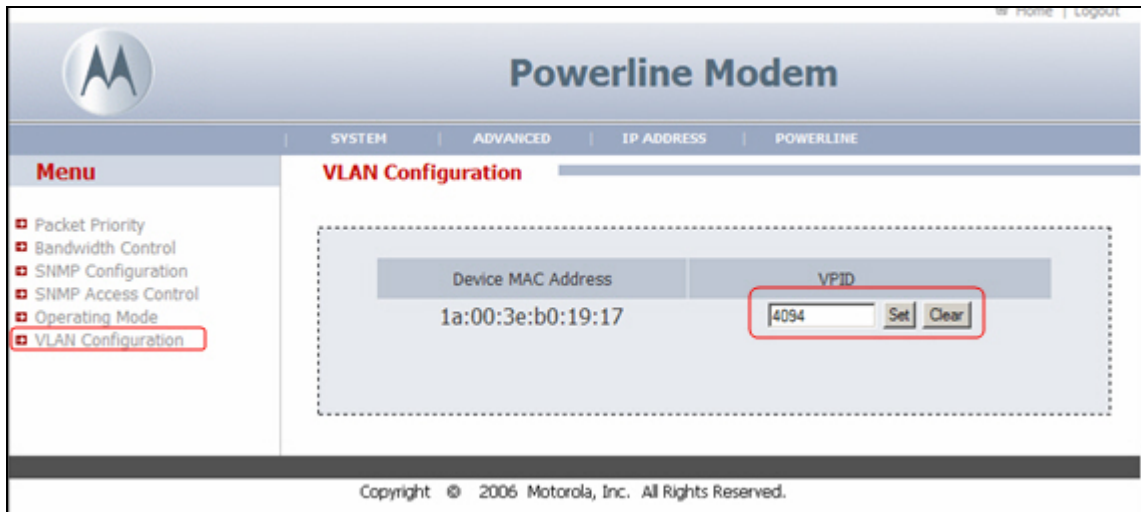 Home | Logout
Powerline Modem
SYSTEM | ADVANCED | IP ADDRESS | POWERLINE
Menu
VLAN Configuration
Packet Priority
Bandwidth Control
SNMP Configuration
SNMP Access Control
Operating Mode
VLAN Configuration
Device MAC Address VPID
1a:00:3e:b0:19:17 4094 Set Clear
Copyright © 2006 Motorola, Inc. All Rights Reserved.